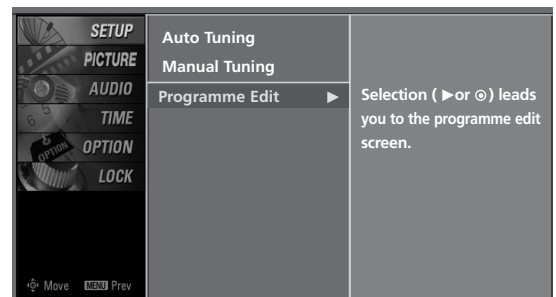 SETUP
PICTURE
AUDIO
TIME
OPTION
LOCK
Move MENU Prev
Auto Tuning
Manual Tuning
Programme Edit ▶
Selection ( ▶or ◉) leads
you to the programme edit
screen.